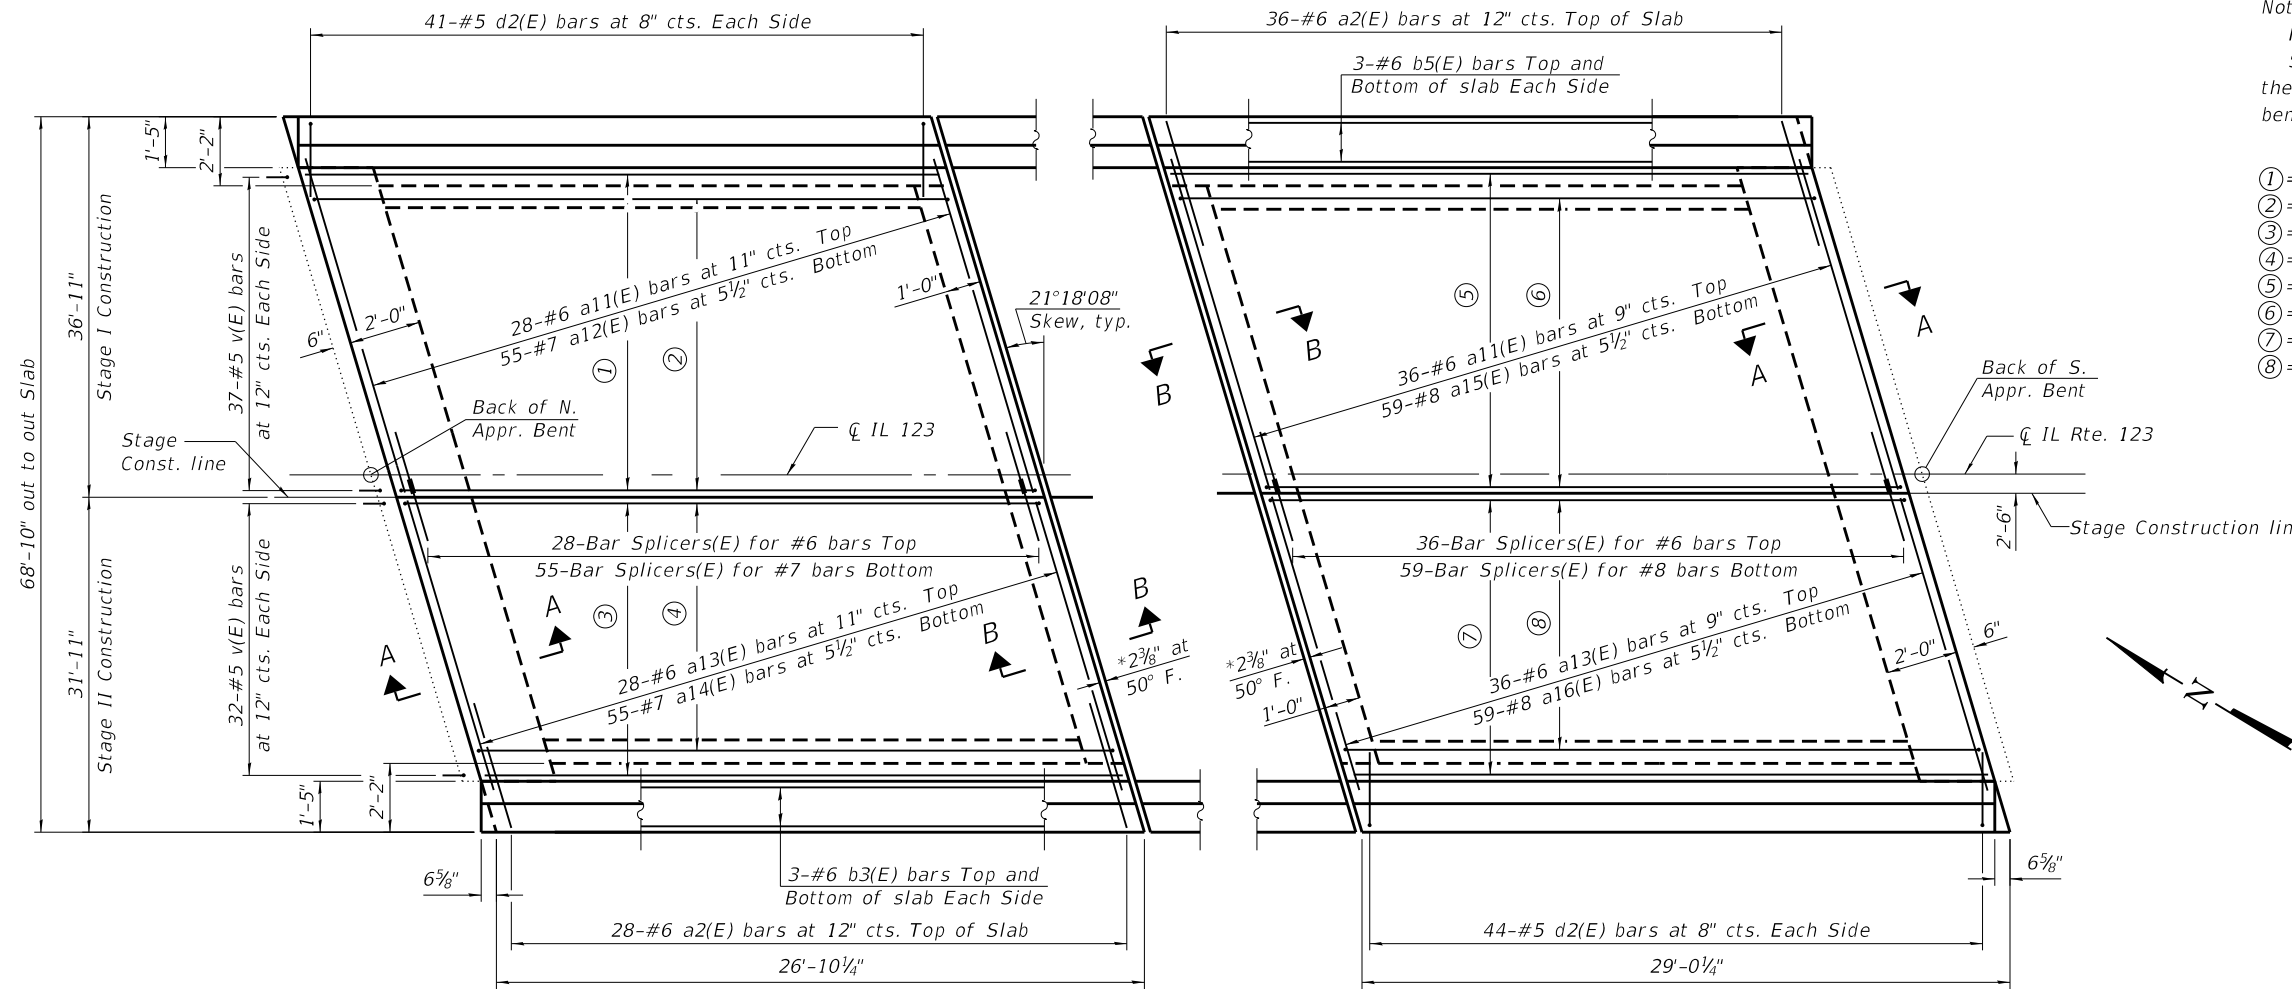 41-#5 d2(E) bars at 8" cts. Each Side
36-#6 a2(E) bars at 12" cts. Top of Slab
3-#6 b5(E) bars Top and
Bottom of slab Each Side
the
ben
1'-5"
2'-2"
68'-10" out to out Slab
36'-11"
Stage I Construction
37-#5 v(E) bars
at 12" cts. Each Side
6"
2'-0"
28-#6 a11(E) bars at 11" cts. Top
55-#7 a12(E) bars at 5½" cts. Bottom
1'-0"
21°18'08"
Skew, typ.
1
2
B
B
36-#6 a11(E) bars at 9" cts. Top
59-#8 a15(E) bars at 5½" cts. Bottom
5
6
A
A
1=
2=
3=
4=
5=
6=
7=
8=
Back of N.
Appr. Bent
℄ IL 123
Stage
Const. line
Back of S.
Appr. Bent
℄ IL Rte. 123
2'-6"
Stage Construction lin
31'-11"
Stage II Construction
32-#5 v(E) bars
at 12" cts. Each Side
28-Bar Splicers(E) for #6 bars Top
55-Bar Splicers(E) for #7 bars Bottom
3
4
A
A
28-#6 a13(E) bars at 11" cts. Top
55-#7 a14(E) bars at 5½" cts. Bottom
B
B
*2⅜" at
50° F.
*2⅜" at
50° F.
1'-0"
36-Bar Splicers(E) for #6 bars Top
59-Bar Splicers(E) for #8 bars Bottom
7
8
36-#6 a13(E) bars at 9" cts. Top
59-#8 a16(E) bars at 5½" cts. Bottom
2'-0"
6"
N
1'-5"
2'-2"
6⅝"
3-#6 b3(E) bars Top and
Bottom of slab Each Side
28-#6 a2(E) bars at 12" cts. Top of Slab
26'-10¼"
44-#5 d2(E) bars at 8" cts. Each Side
29'-0¼"
6⅝"